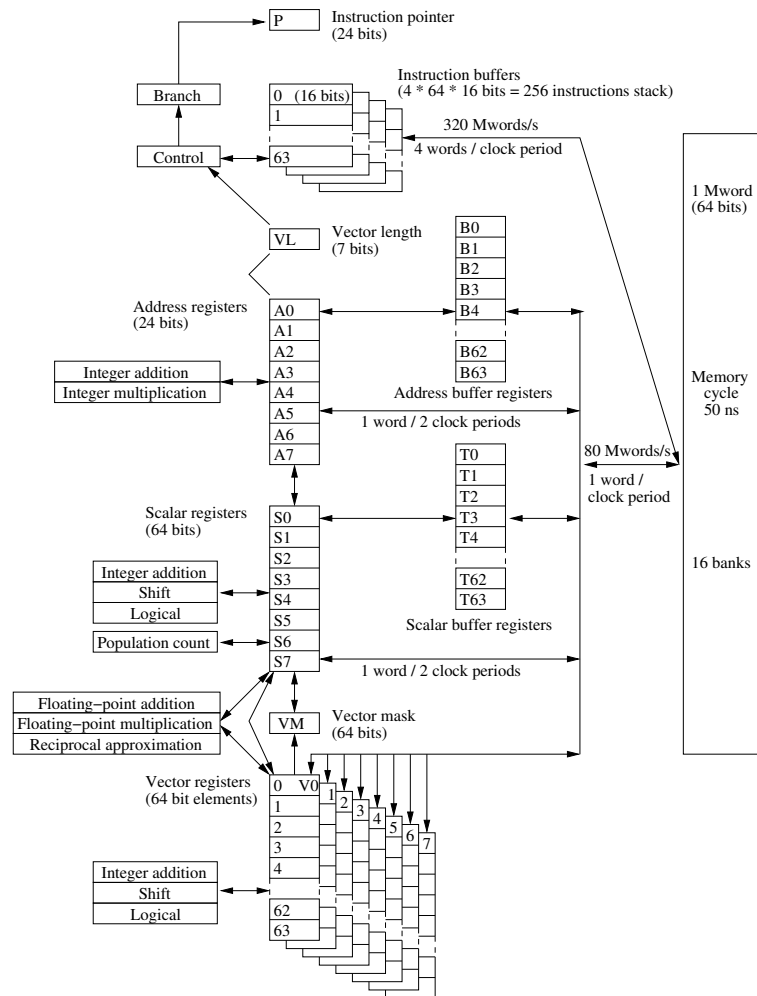 P
Instruction pointer
(24 bits)
Instruction buffers
(4 * 64 * 16 bits = 256 instructions stack)
Branch
0 (16 bits)
1
320 Mwords/s
Control
63
4 words / clock period
1 Mword
(64 bits)
VL
Vector length
(7 bits)
B0
B1
B2
B3
B4
B62
B63
Address buffer registers
Address registers
(24 bits)
A0
A1
A2
A3
A4
A5
A6
A7
Integer addition
Integer multiplication
1 word / 2 clock periods
Memory
cycle
50 ns
80 Mwords/s
1 word /
clock period
T0
T1
T2
T3
T4
T62
T63
Scalar buffer registers
Scalar registers
(64 bits)
S0
S1
S2
S3
S4
S5
S6
S7
Integer addition
Shift
Logical
Population count
16 banks
1 word / 2 clock periods
Floating-point addition
Floating-point multiplication
Reciprocal approximation
VM
Vector mask
(64 bits)
Vector registers
(64 bit elements)
0 V0
1
2
3
4
62
63
1
2
3
4
5
6
7
Integer addition
Shift
Logical